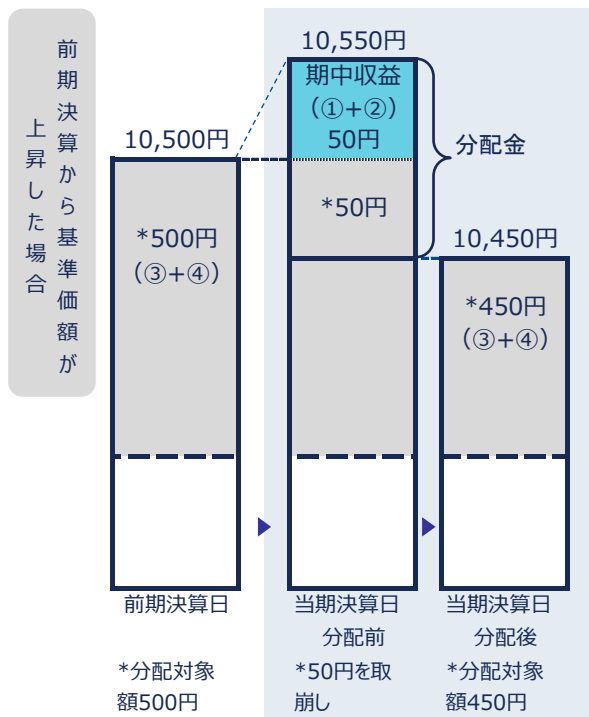 前期決算から基準価額が
上昇した場合
10,500円
*500円
（③+④）
前期決算日
*分配対象
額500円
10,550円
期中収益
（①+②）
50円
*50円
分配金
当期決算日
分配前
*50円を取
崩し
10,450円
*450円
（③+④）
当期決算日
分配後
*分配対象
額450円